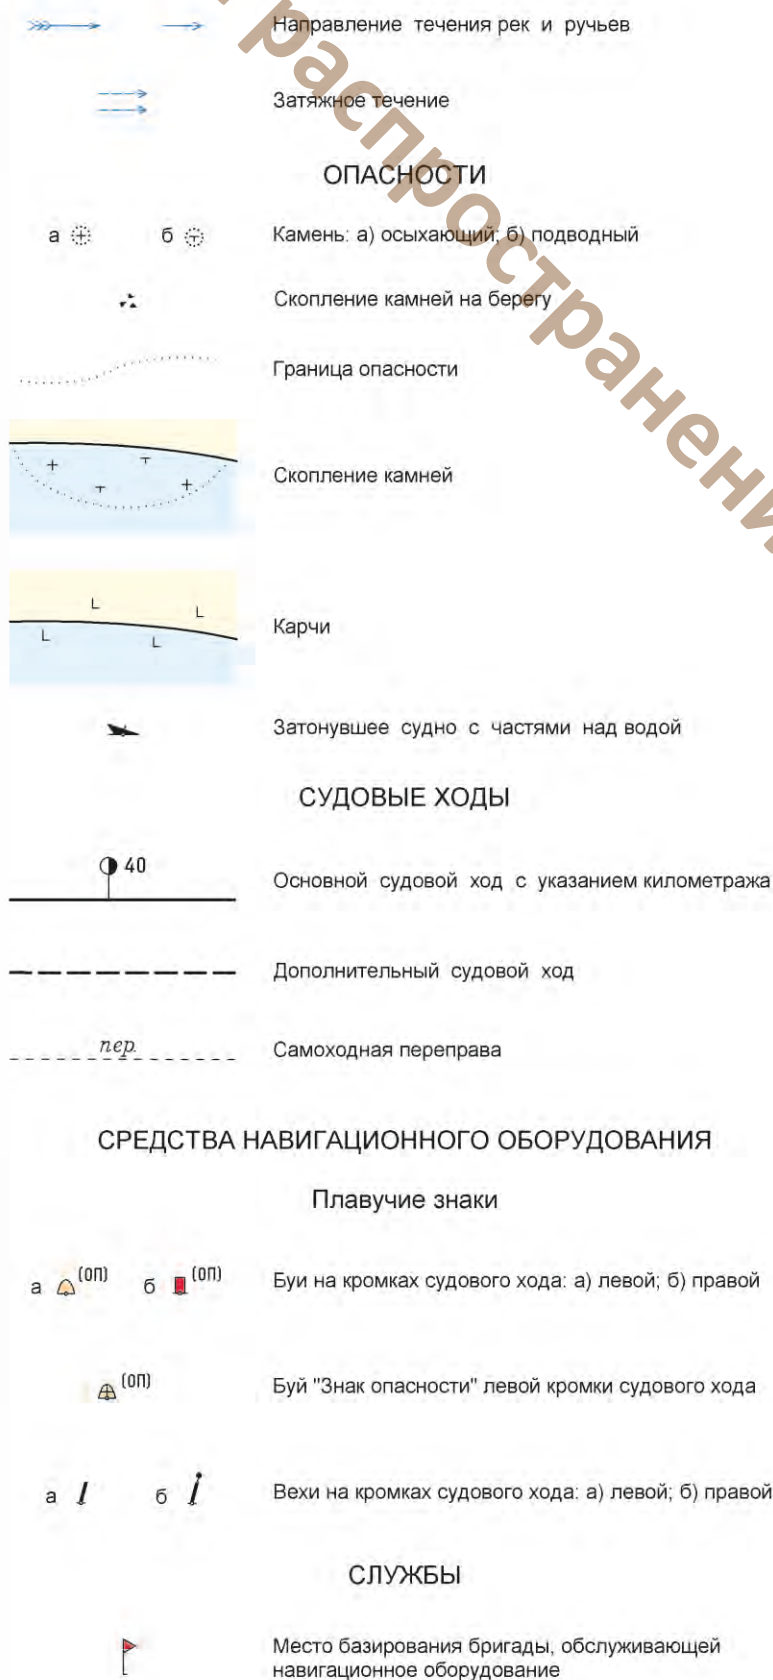 распространени
Направление течения рек и ручьев
Затяжное течение
ОПАСНОСТИ
а б Камень: а) осыхающий; б) подводный
Скопление камней на берегу
Граница опасности
Скопление камней
Карчи
Затонувшее судно с частями над водой
СУДОВЫЕ ХОДЫ
40
Основной судовой ход с указанием километража
Дополнительный судовой ход
пер. Самоходная переправа
СРЕДСТВА НАВИГАЦИОННОГО ОБОРУДОВАНИЯ
Плавучие знаки
а (ОП) б (ОП) Буи на кромках судового хода: а) левой; б) правой
(ОП) Буй "Знак опасности" левой кромки судового хода
а б Вехи на кромках судового хода: а) левой; б) правой
СЛУЖБЫ
Место базирования бригады, обслуживающей
навигационное оборудование